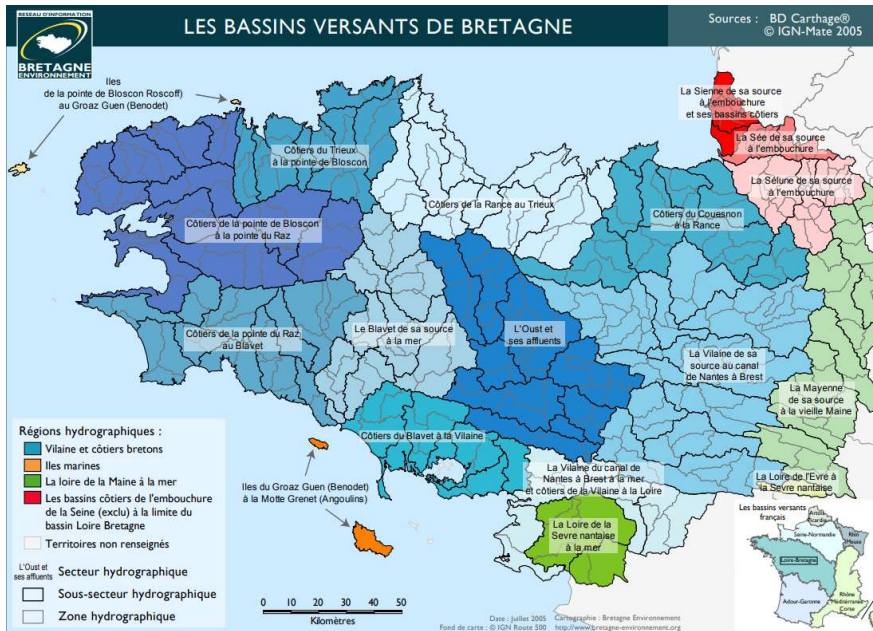 RESEAU D'INFORMATION
BRETAGNE
ENVIRONNEMENT
LES BASSINS VERSANTS DE BRETAGNE
Sources : BD Carthage®
© IGN-Mate 2005
Iles
de la pointe de Bloscon Roscoff)
au Groaz Guen (Benodet)
Côtiers du Trieux
à la pointe de Bloscon
La Sienne de sa source
à l'embouchure
et ses bassins côtiers
La Sée de sa source
à l'embouchure
La Sélune de sa source
à l'embouchure
Côtiers de la Rance au Trieux
Côtiers du Couesnon
à la Rance
Côtiers de la pointe de Bloscon
à la pointe du Raz
Côtiers de la pointe du Raz
au Blavet
Le Blavet de sa source
à la mer
L'Oust et
ses affluents
La Vilaine de sa
source au canal
de Nantes à Brest
La Mayenne
de sa source
à la vieille Maine
Côtiers du Blavet à la Vilaine
La Vilaine du canal de
Nantes à Brest à la mer
et côtiers de la Vilaine à la Loire
La Loire de l'Evre à
la Sevre nantaise
Iles du Groaz Guen (Benodet)
à la Motte Grenet (Angoulins)
La Loire de la
Sevre nantaise
à la mer
Régions hydrographiques :
Vilaine et côtiers bretons
Iles marines
La loire de la Maine à la mer
Les bassins côtiers de l'embouchure
de la Seine (exclu) à la limite du
bassin Loire Bretagne
Territoires non renseignés
L'Oust et
ses affluents
Secteur hydrographique
Sous-secteur hydrographique
Zone hydrographique
0 10 20 30 40 50
Kilomètres
Date : Juillet 2005 Cartographie : Bretagne Environnement
Fond de carte : © IGN Route 500 http://www.bretagne-environnement.org
Les bassins versants
français
Artois
Picardie
Seine-Normandie
Rhin
Meuse
Loire-Bretagne
Adour-Garonne
Rhône
Méditerranée
Corse